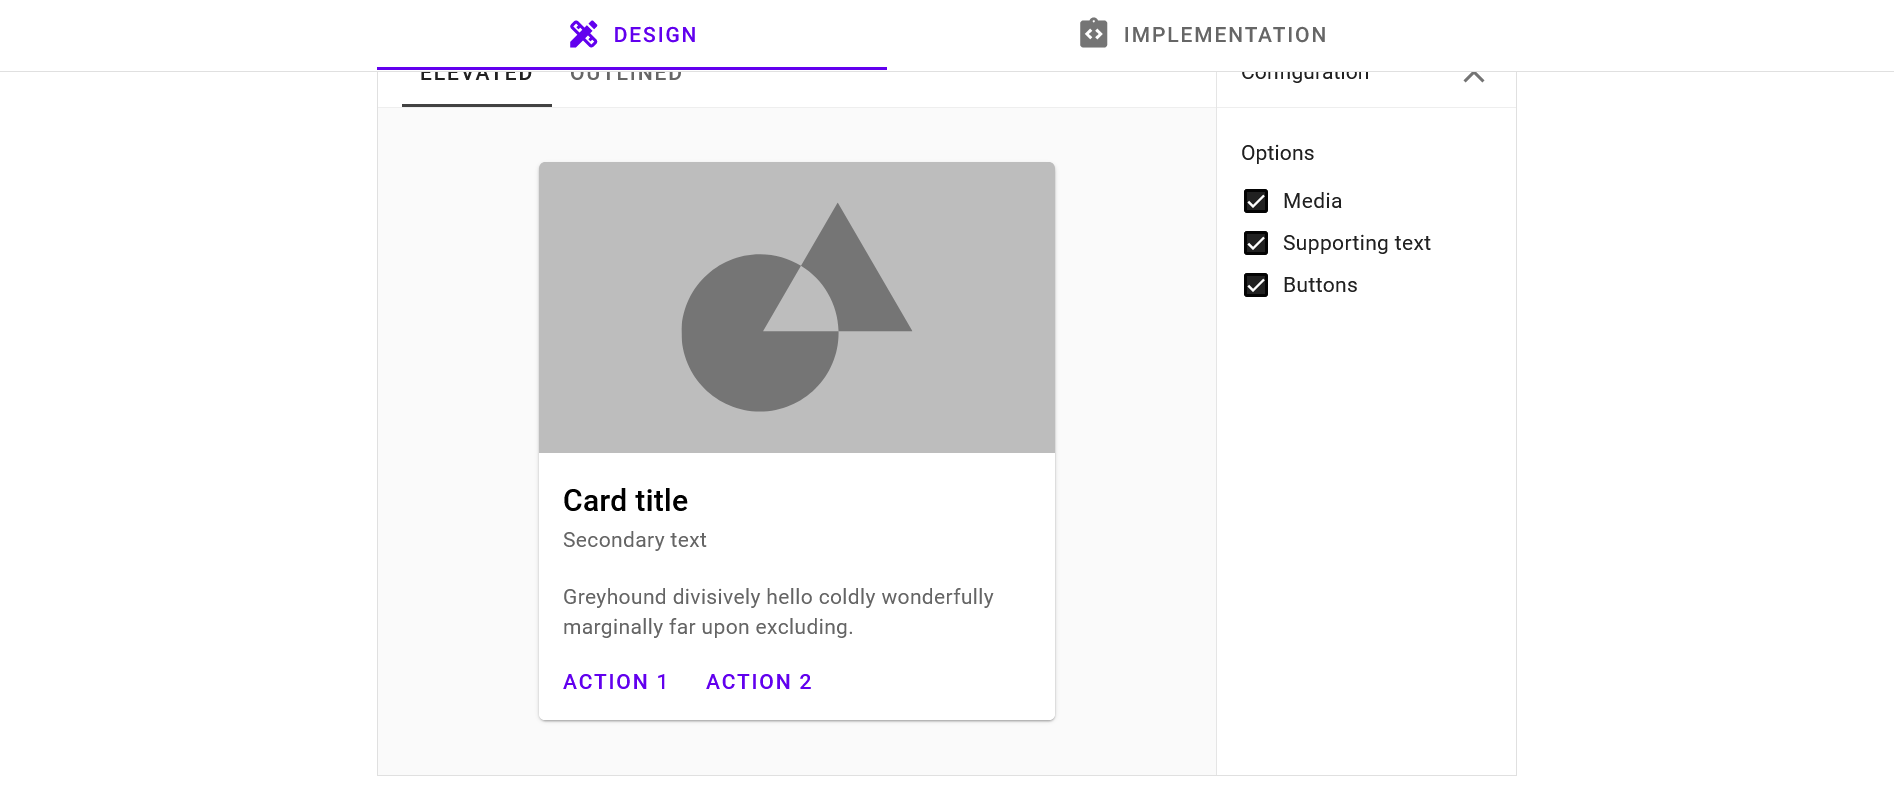 DESIGN
IMPLEMENTATION
ELEVATED
OUTLINED
Configuration
Options
Media
Supporting text
Buttons
Card title
Secondary text
Greyhound divisively hello coldly wonderfully
marginally far upon excluding.
ACTION 1
ACTION 2